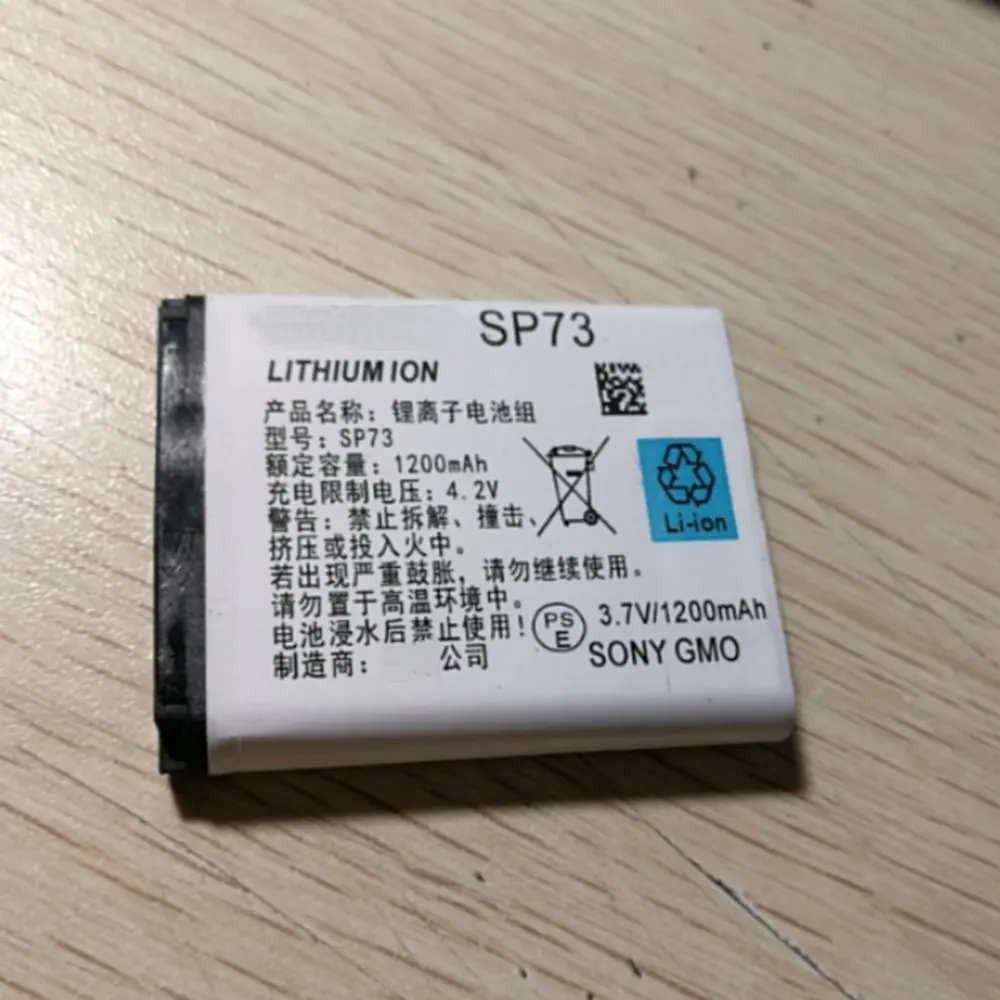 SP73
LITHIUM ION
产品名称：锂离子电池组
型号：SP73
额定容量：1200mAh
充电限制电压：4.2V
警告：禁止拆解、撞击、
挤压或投入火中。
若出现严重鼓胀，请勿继续使用。
请勿置于高温环境中。
电池浸水后禁止使用！
制造商： 公司
Li-ion
PS
E
3.7V/1200mAh
SONY GMO